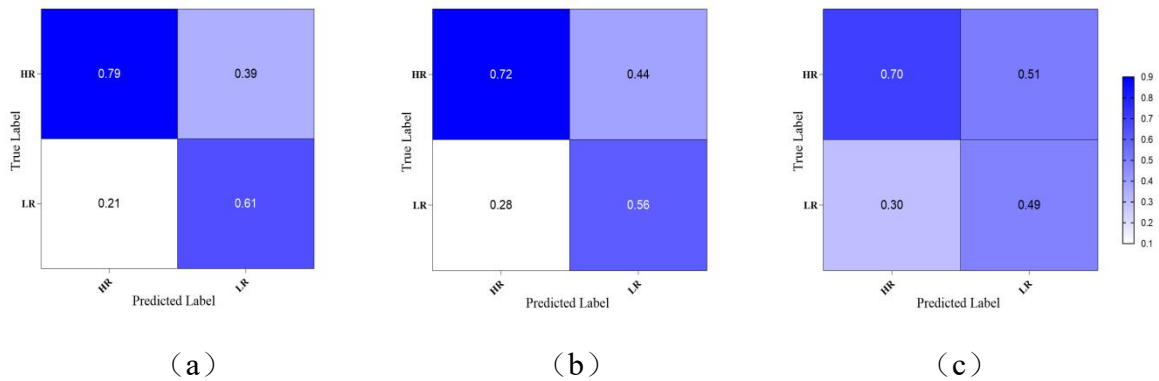 True Label
HR
LR
0.79
0.39
0.21
0.61
HR
LR
Predicted Label
(a)
True Label
HR
LR
0.72
0.44
0.28
0.56
HR
LR
Predicted Label
(b)
True Label
HR
LR
0.70
0.51
0.30
0.49
HR
LR
Predicted Label
(c)
0.9
0.8
0.7
0.6
0.5
0.4
0.3
0.2
0.1